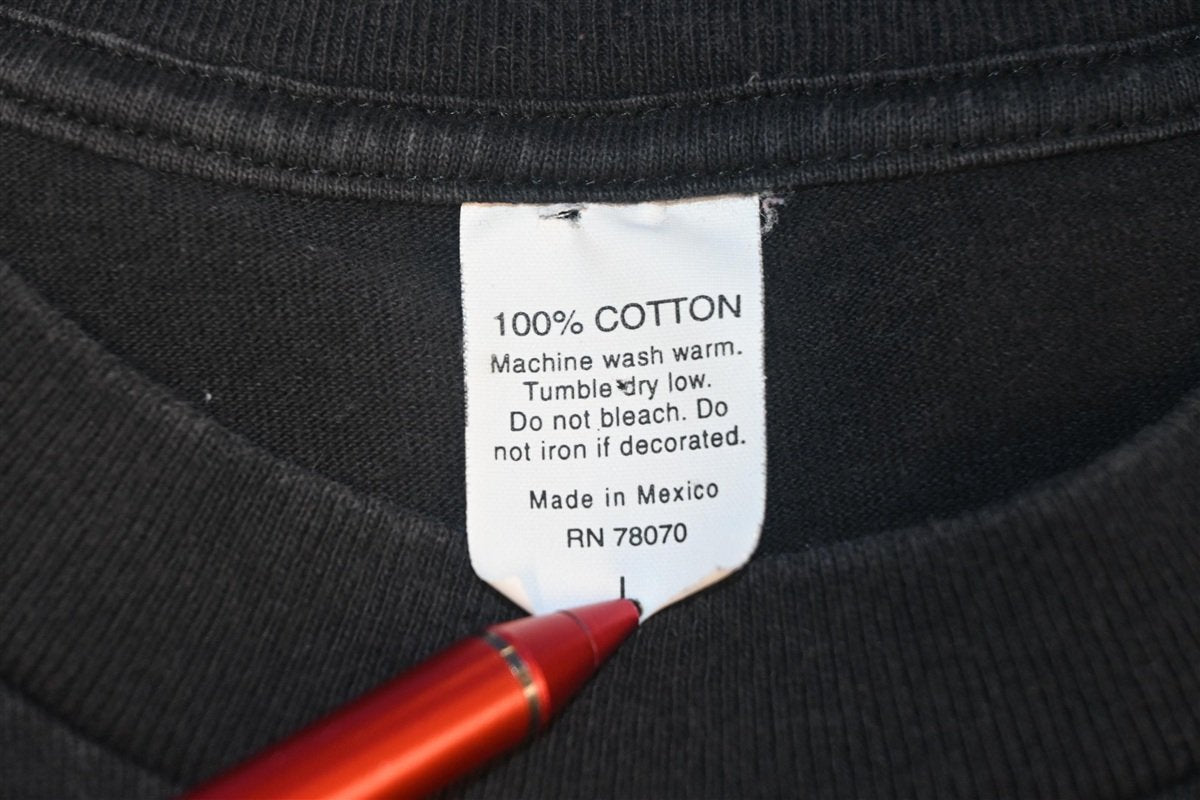 100% COTTON
Machine wash warm.
Tumble dry low.
Do not bleach. Do
not iron if decorated.
Made in Mexico
RN 78070